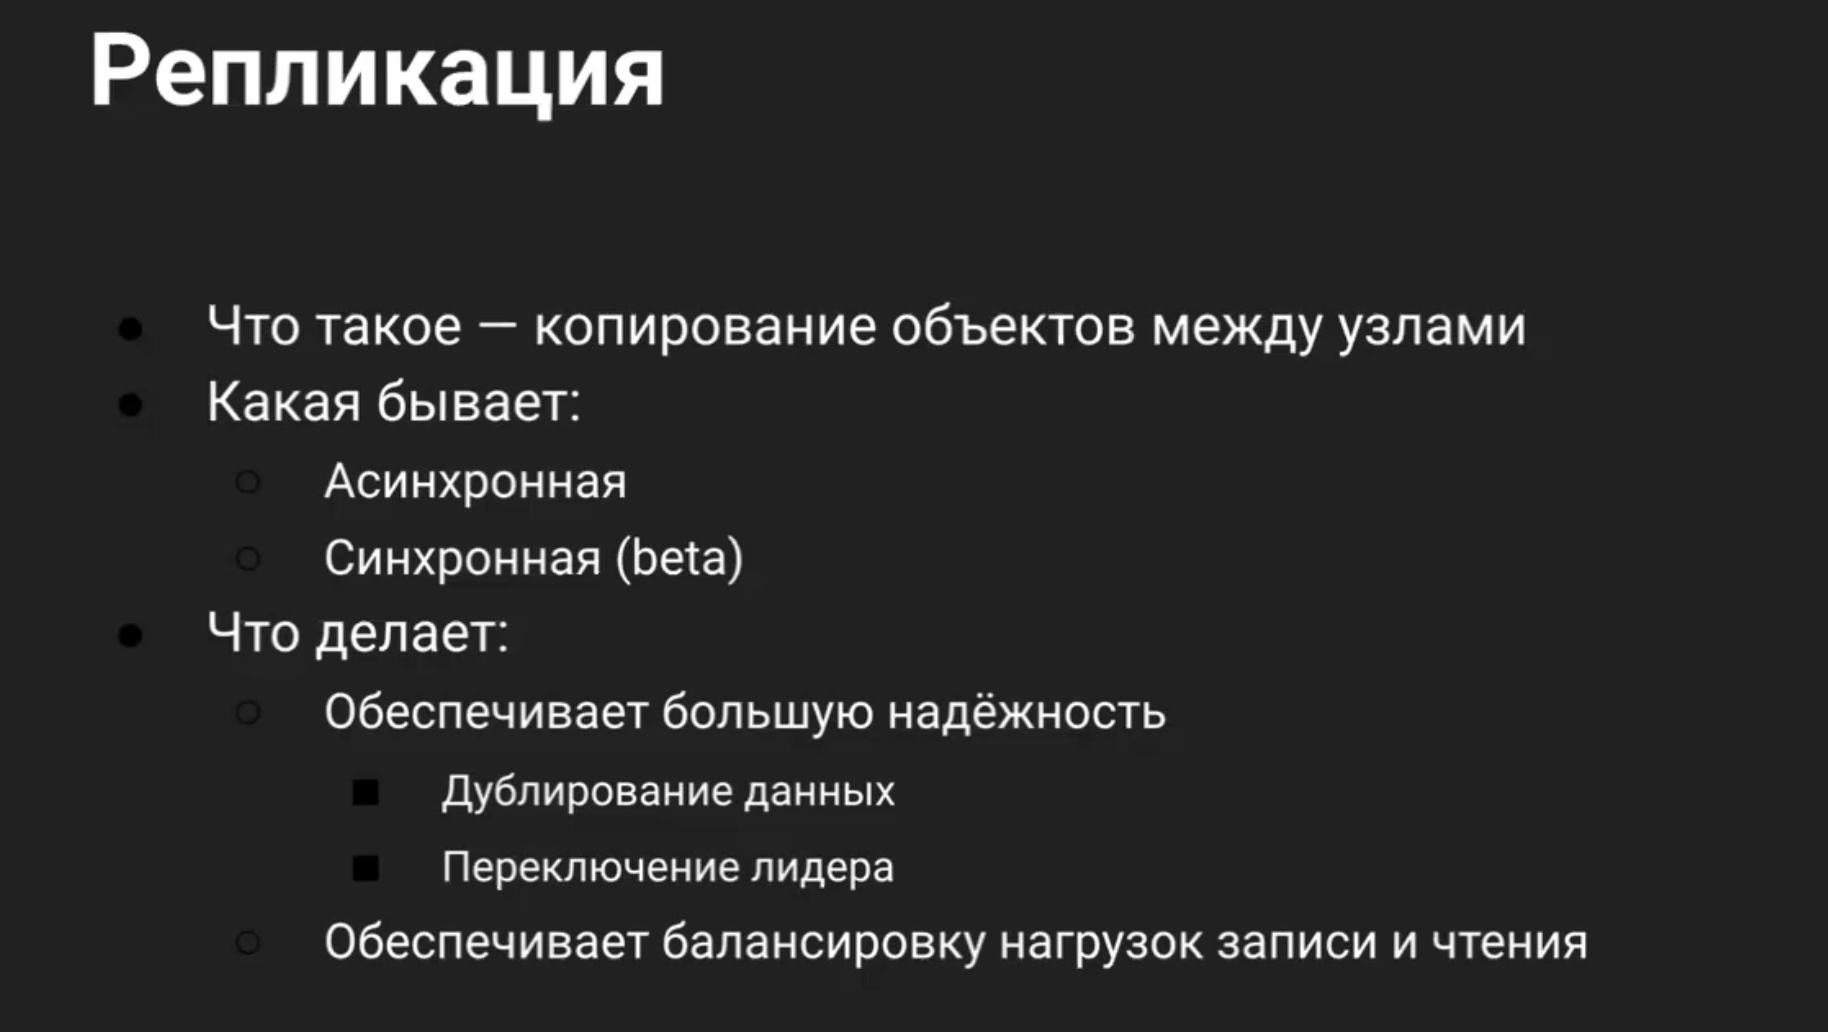 Репликация
Что такое — копирование объектов между узлами
Какая бывает:
Асинхронная
Синхронная (beta)
Что делает:
Обеспечивает большую надёжность
Дублирование данных
Переключение лидера
Обеспечивает балансировку нагрузок записи и чтения